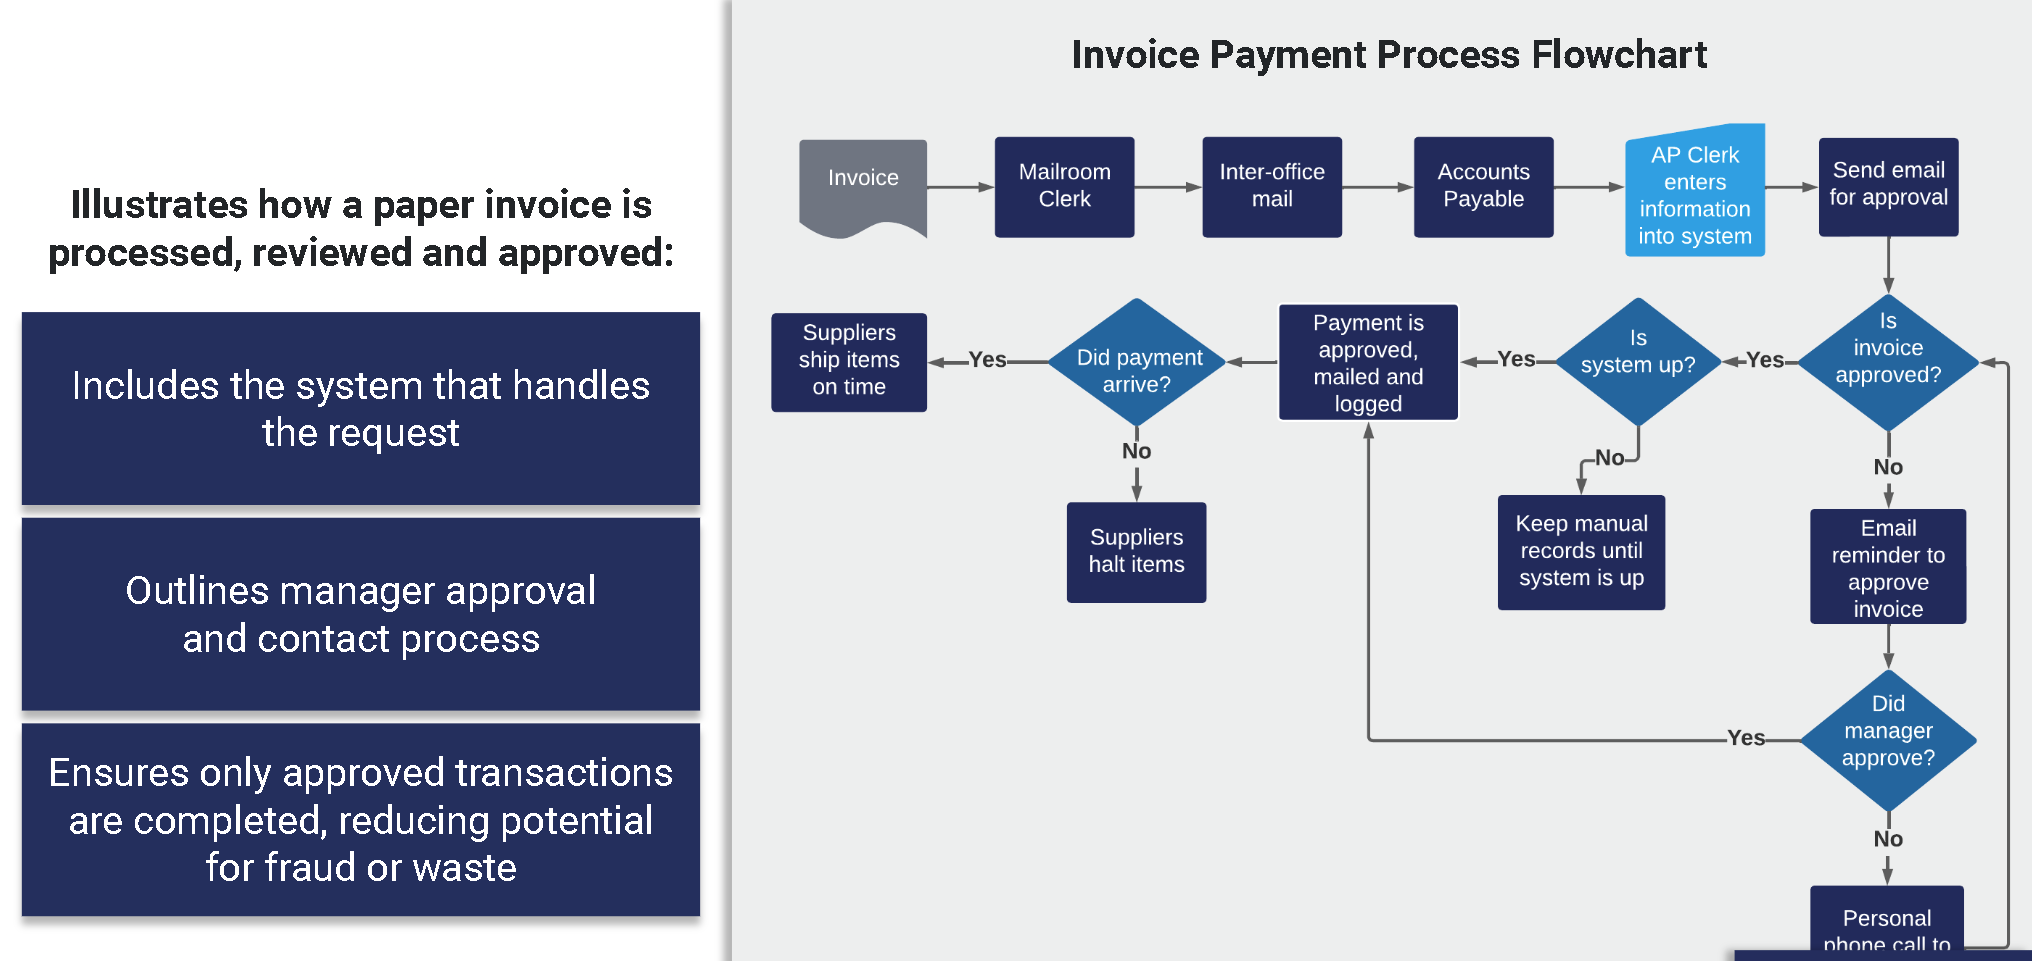 Illustrates how a paper invoice is
processed, reviewed and approved:
Includes the system that handles
the request
Outlines manager approval
and contact process
Ensures only approved transactions
are completed, reducing potential
for fraud or waste
Invoice Payment Process Flowchart
Invoice
Mailroom
Clerk
Inter-office
mail
Accounts
Payable
AP Clerk
enters
information
into system
Send email
for approval
Is
invoice
approved?
Yes
Is
system up?
Yes
Payment is
approved,
mailed and
logged
Did payment
arrive?
Yes
Suppliers
ship items
on time
No
Suppliers
halt items
No
Keep manual
records until
system is up
No
Email
reminder to
approve
invoice
Did
manager
approve?
Yes
No
Personal
phone call to